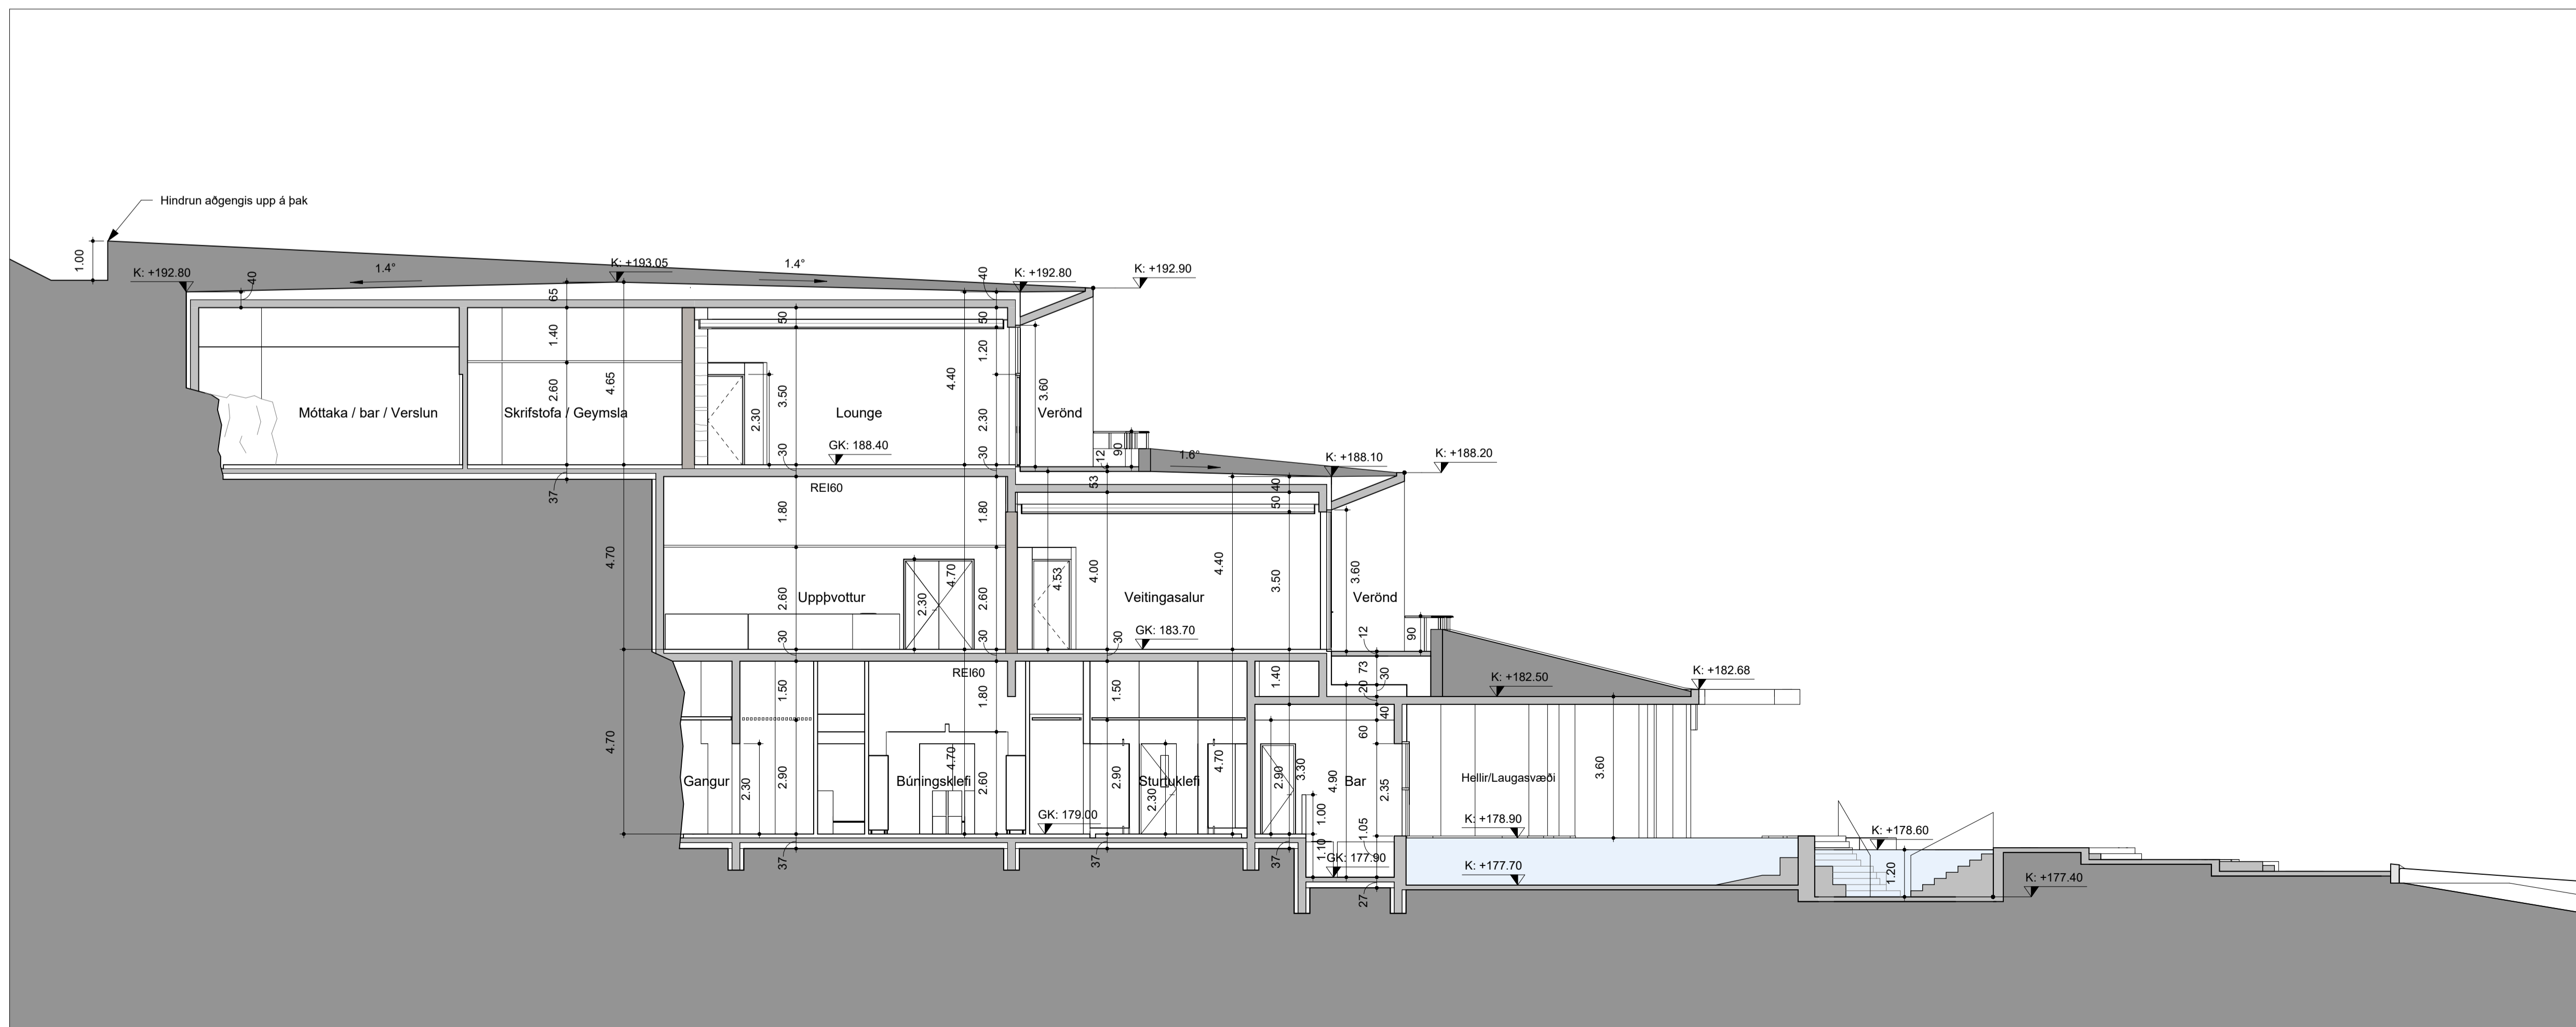 Hindrun aðgengis upp á þak
1.00
K: +192.80
40
1.4°
K: +193.05
1.4°
40
K: +192.80
K: +192.90
65
50
50
1.40
1.20
2.60
4.65
3.50
4.40
3.60
2.30
2.30
Móttaka / bar / Verslun
Skrifstofa / Geymsla
Lounge
Verönd
GK: 188.40
30
30
90
12
1.6°
K: +188.10
K: +188.20
37
REI60
53
40
50
1.80
1.80
4.70
4.70
4.53
4.00
4.40
3.50
3.60
2.60
2.30
2.60
Uppþvottur
Veitingasalur
Verönd
GK: 183.70
30
30
30
12
90
REI60
73
30
20
K: +182.50
K: +182.68
1.50
1.80
1.50
1.40
40
60
4.70
2.30
2.90
4.70
2.60
2.90
2.30
4.70
2.90
3.30
4.90
2.35
3.60
Gangur
Búningsklefi
Sturtuklefi
Bar
Hellir/Laugasvæði
GK: 179.00
1.00
1.05
1.10
K: +178.90
K: +178.60
37
37
37
GK: 177.90
K: +177.70
1.20
K: +177.40
27